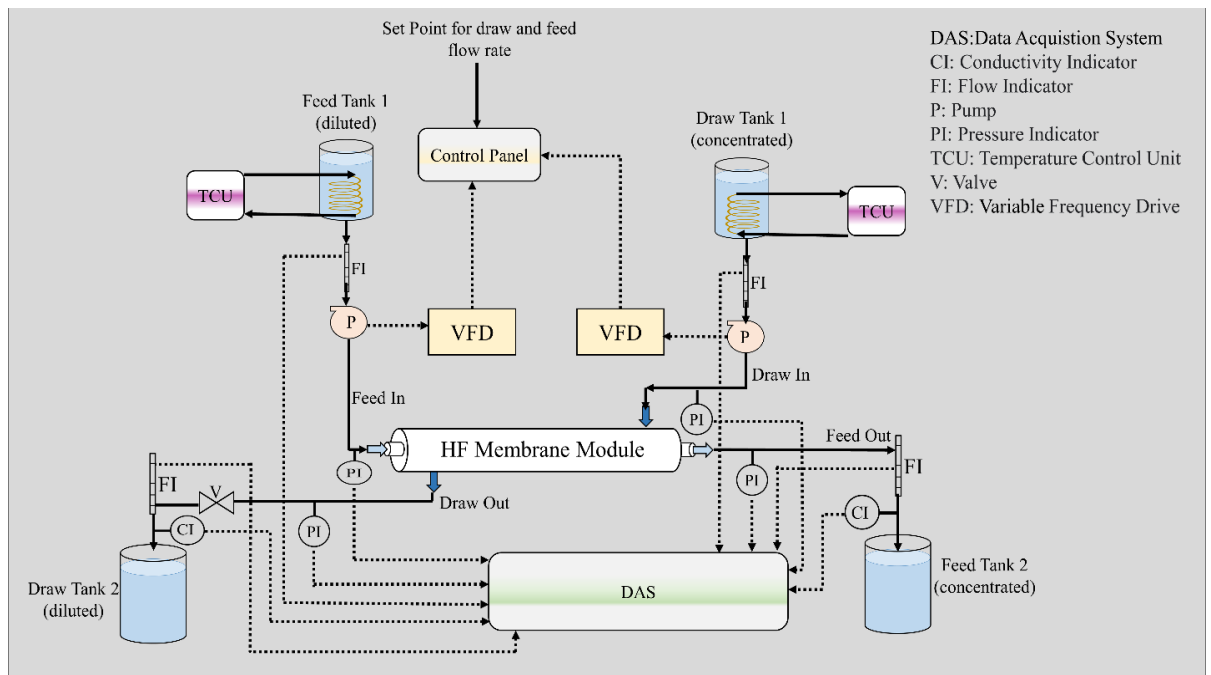 Set Point for draw and feed
flow rate
DAS:Data Acquistion System
CI: Conductivity Indicator
FI: Flow Indicator
P: Pump
PI: Pressure Indicator
TCU: Temperature Control Unit
V: Valve
VFD: Variable Frequency Drive
Feed Tank 1
(diluted)
Draw Tank 1
(concentrated)
Control Panel
TCU
TCU
FI
FI
P
VFD
VFD
P
Draw In
Feed In
PI
HF Membrane Module
Feed Out
PI
PI
FI
FI
V
Draw Out
CI
PI
CI
Draw Tank 2
(diluted)
DAS
Feed Tank 2
(concentrated)